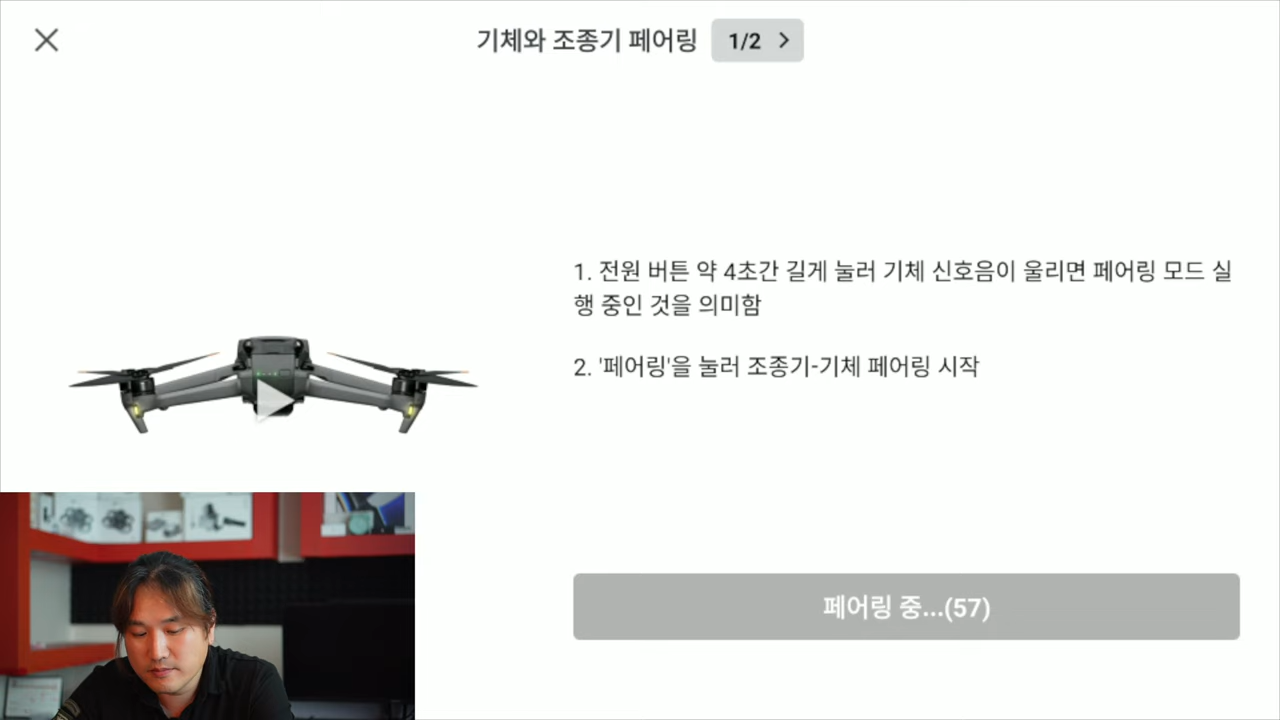 기체와 조종기 페어링 1/2
1. 전원 버튼 약 4초간 길게 눌러 기체 신호음이 울리면 페어링 모드 실
행 중인 것을 의미함
2. '페어링'을 눌러 조종기-기체 페어링 시작
페어링 중...(57)